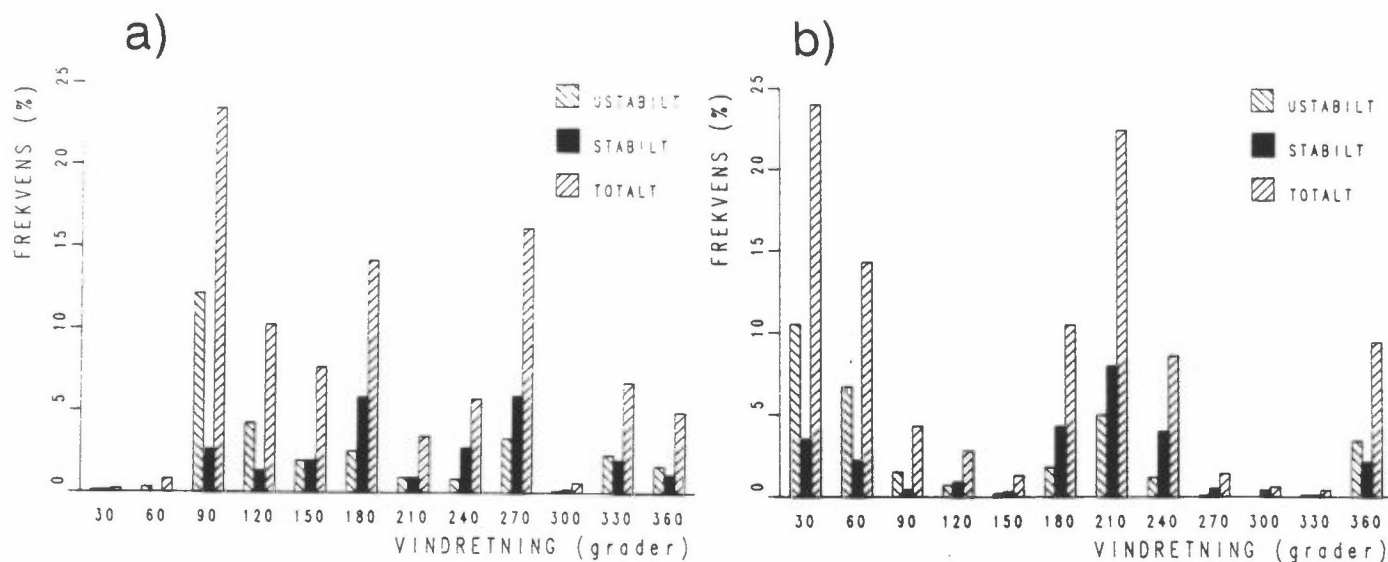 a)
FREKVENS (%)
25
20
15
10
5
0
USTABILT
STABILT
TOTALT
30 60 90 120 150 180 210 240 270 300 330 360
VINDRETNING (grader)
b)
FREKVENS (%)
25
20
15
10
5
0
USTABILT
STABILT
TOTALT
30 60 90 120 150 180 210 240 270 300 330 360
VINDRETNING (grader)